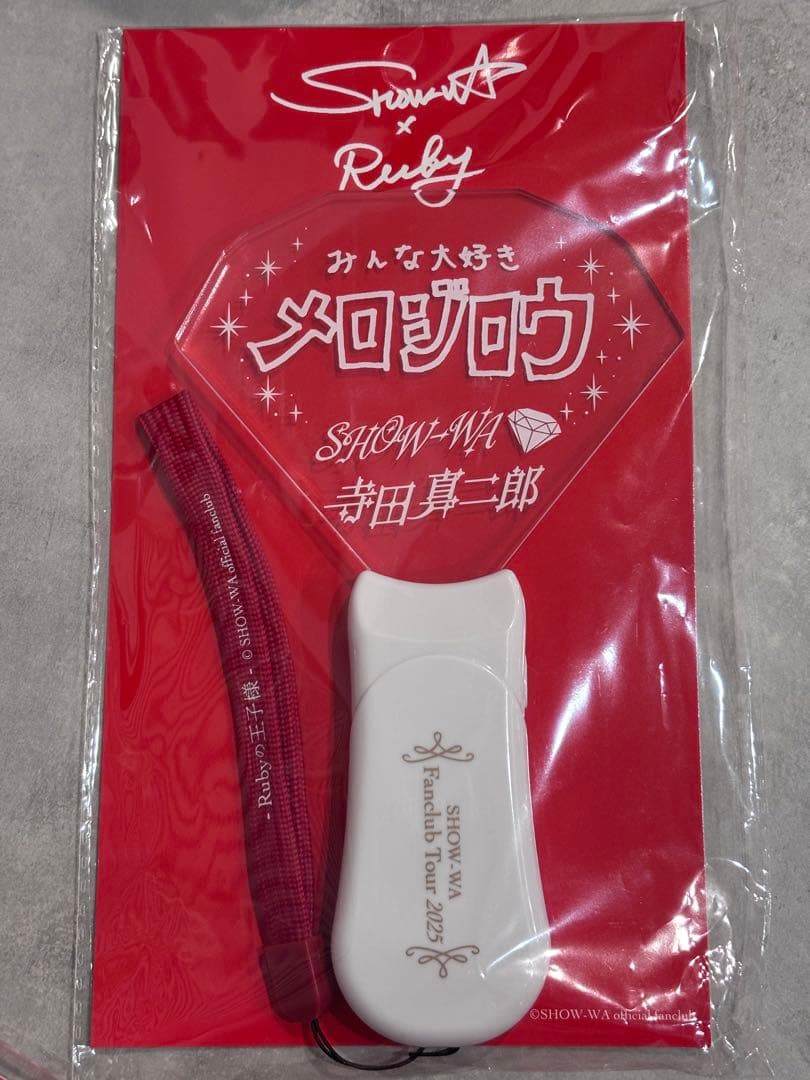 SHOW-WA
×
Ruby
みんな大好き
メロジロウ
SHOW-WA
寺田真二郎
- Rubyの王子様 - © SHOW-WA official fanclub
SHOW-WA
Fanclub Tour 2025
©SHOW-WA official fanclub